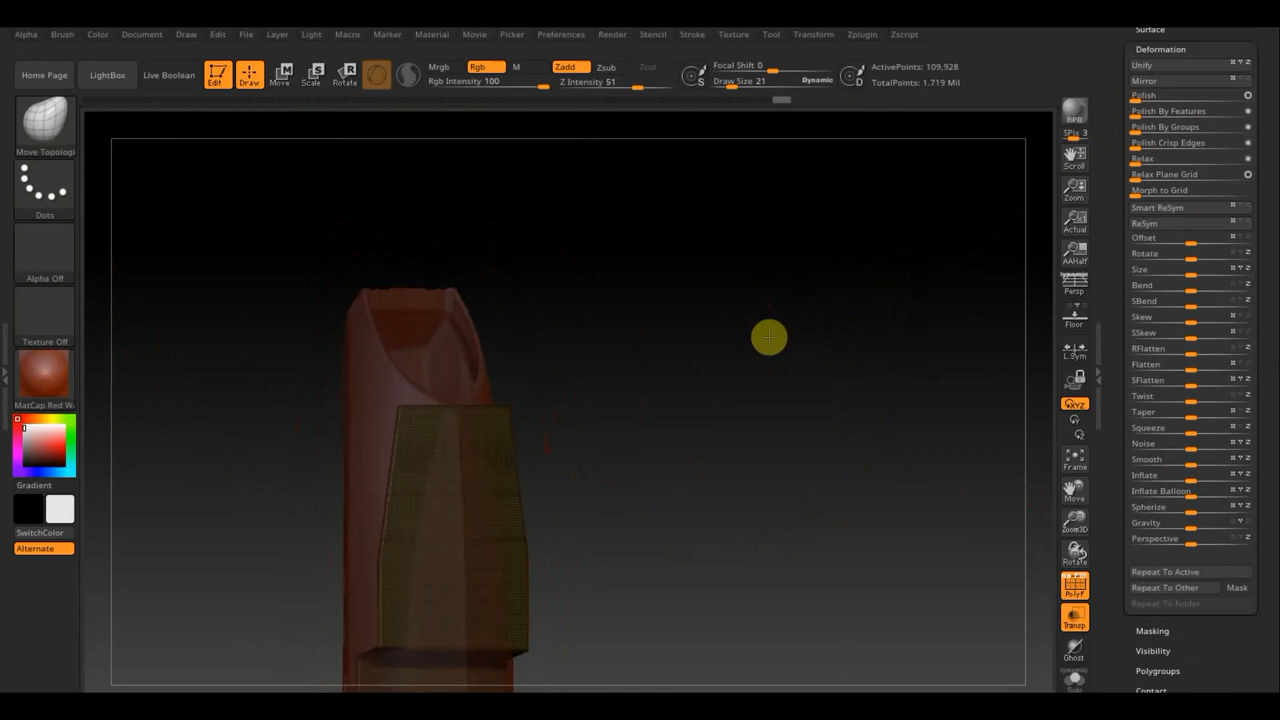 Alpha Brush Color Document Draw Edit File Layer Light Macro Marker Material Movie Picker Preferences Render Stencil Stroke Texture Tool Transform Zplugin Zscript
Home Page
LightBox
Live Boolean
Edit
Draw
Move
Scale
Rotate
Mrgb
Rgb
M
Rgb Intensity 100
Zadd
Zsub
Zcut
Z Intensity 51
S
Focal Shift 0
Draw Size 21
Dynamic
D
ActivePoints: 109,928
TotalPoints: 1.719 Mil
Move Topologi
Dots
Alpha Off
Texture Off
MatCap Red W
Gradient
SwitchColor
Alternate
BPR
SPix 3
Scroll
Zoom
Actual
AAHalf
dynamic
Persp
Floor
L.Sym
XYZ
Frame
Move
Zoom3D
Rotate
PolyF
Transp
Ghost
dynamic
Solo
Surface
Deformation
Unify
Mirror
Polish
Polish By Features
Polish By Groups
Polish Crisp Edges
Relax
Relax Plane Grid
Morph to Grid
Smart ReSym
ReSym
Offset
Rotate
Size
Bend
SBend
Skew
SSkew
RFlatten
Flatten
SFlatten
Twist
Taper
Squeeze
Noise
Smooth
Inflate
Inflate Balloon
Spherize
Gravity
Perspective
Repeat To Active
Repeat To Other
Mask
Repeat To Folder
Masking
Visibility
Polygroups
Contact